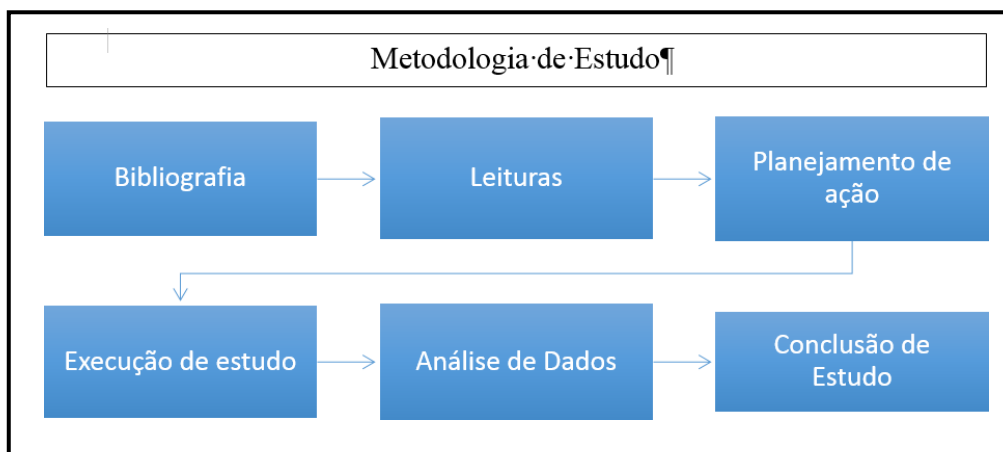 Metodologia·de·Estudo¶
Bibliografia
Leituras
Planejamento de
ação
Execução de estudo
Análise de Dados
Conclusão de
Estudo